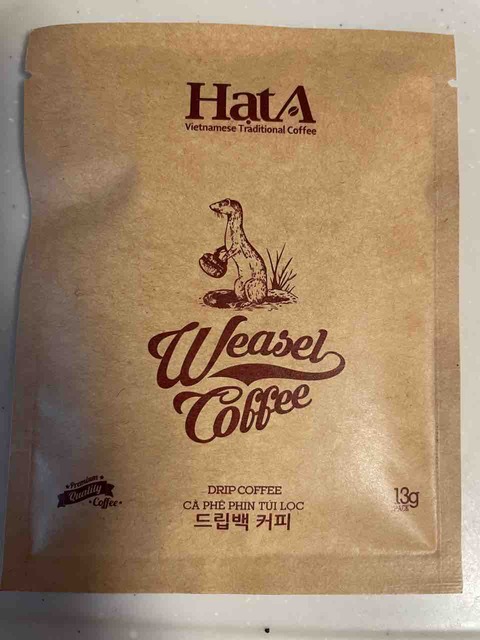 HạtA
Vietnamese Traditional Coffee
Weasel
Coffee
Premium
Quality
Coffee
DRIP COFFEE
CÀ PHÊ PHIN TÚI LỌC
드립백 커피
13g